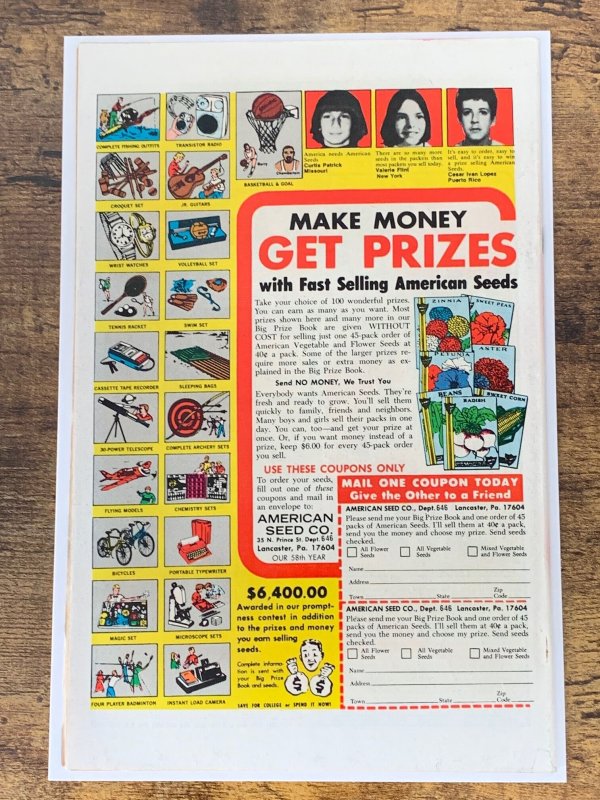 COMPLETE FISHING OUTFITS
TRANSISTOR RADIO
CROQUET SET
JR. GUITARS
WRIST WATCHES
VOLLEYBALL SET
TENNIS RACKET
SWIM SET
CASSETTE TAPE RECORDER
SLEEPING BAGS
30-POWER TELESCOPE
COMPLETE ARCHERY SETS
FLYING MODELS
CHEMISTRY SETS
BICYCLES
PORTABLE TYPEWRITER
MAGIC SET
MICROSCOPE SETS
FOUR PLAYER BADMINTON
INSTANT LOAD CAMERA
Chamberlain
BASKETBALL & GOAL
America needs American
Seeds
Curtis Patrick
Missouri
There are so many more
seeds in the packets than
most packets you sell today.
Valerie Flint
New York
It's easy to order, easy to
sell, and it's easy to win
a prize selling American
Seeds.
Cesar Ivan Lopez
Puerto Rico
MAKE MONEY
GET PRIZES
with Fast Selling American Seeds
Take your choice of 100 wonderful prizes.
You can earn as many as you want. Most
prizes shown here and many more in our
Big Prize Book are given WITHOUT
COST for selling just one 45-pack order of
American Vegetable and Flower Seeds at
40¢ a pack. Some of the larger prizes re-
quire more sales or extra money as ex-
plained in the Big Prize Book.
Send NO MONEY, We Trust You
Everybody wants American Seeds. They're
fresh and ready to grow. You'll sell them
quickly to family, friends and neighbors.
Many boys and girls sell their packs in one
day. You, can, too—and get your prize at
once. Or, if you want money instead of a
prize, keep $6.00 for every 45-pack order
you sell.
ZINNIA
SWEET PEAS
PETUNIA
ASTER
BEANS
RADISH
SWEET CORN
USE THESE COUPONS ONLY
To order your seeds,
fill out one of these
coupons and mail in
an envelope to:
AMERICAN
SEED CO.
35 N. Prince St. Dept. 646
Lancaster, Pa. 17604
OUR 58th YEAR
$6,400.00
Awarded in our prompt-
ness contest in addition
to the prizes and money
you earn selling
seeds.
Complete informa-
tion is sent with
your Big Prize
Book and seeds.
$ $
SAVE FOR COLLEGE or SPEND IT NOW!
MAIL ONE COUPON TODAY
Give the Other to a Friend
AMERICAN SEED CO., Dept. 646 Lancaster, Pa. 17604
Please send me your Big Prize Book and one order of 45
packs of American Seeds. I'll sell them at 40¢ a pack,
send you the money and choose my prize. Send seeds
checked.
All Flower Seeds
All Vegetable Seeds
Mixed Vegetable and Flower Seeds
Name
Address
Town State Zip Code
AMERICAN SEED CO., Dept. 646 Lancaster, Pa. 17604
Please send me your Big Prize Book and one order of 45
packs of American Seeds. I'll sell them at 40¢ a pack,
send you the money and choose my prize. Send seeds
checked.
All Flower Seeds
All Vegetable Seeds
Mixed Vegetable and Flower Seeds
Name
Address
Town State Zip Code